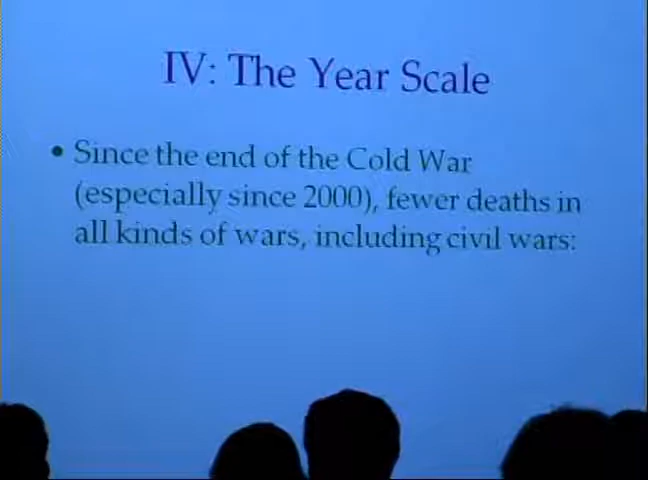 IV: The Year Scale
• Since the end of the Cold War
(especially since 2000), fewer deaths in
all kinds of wars, including civil wars: